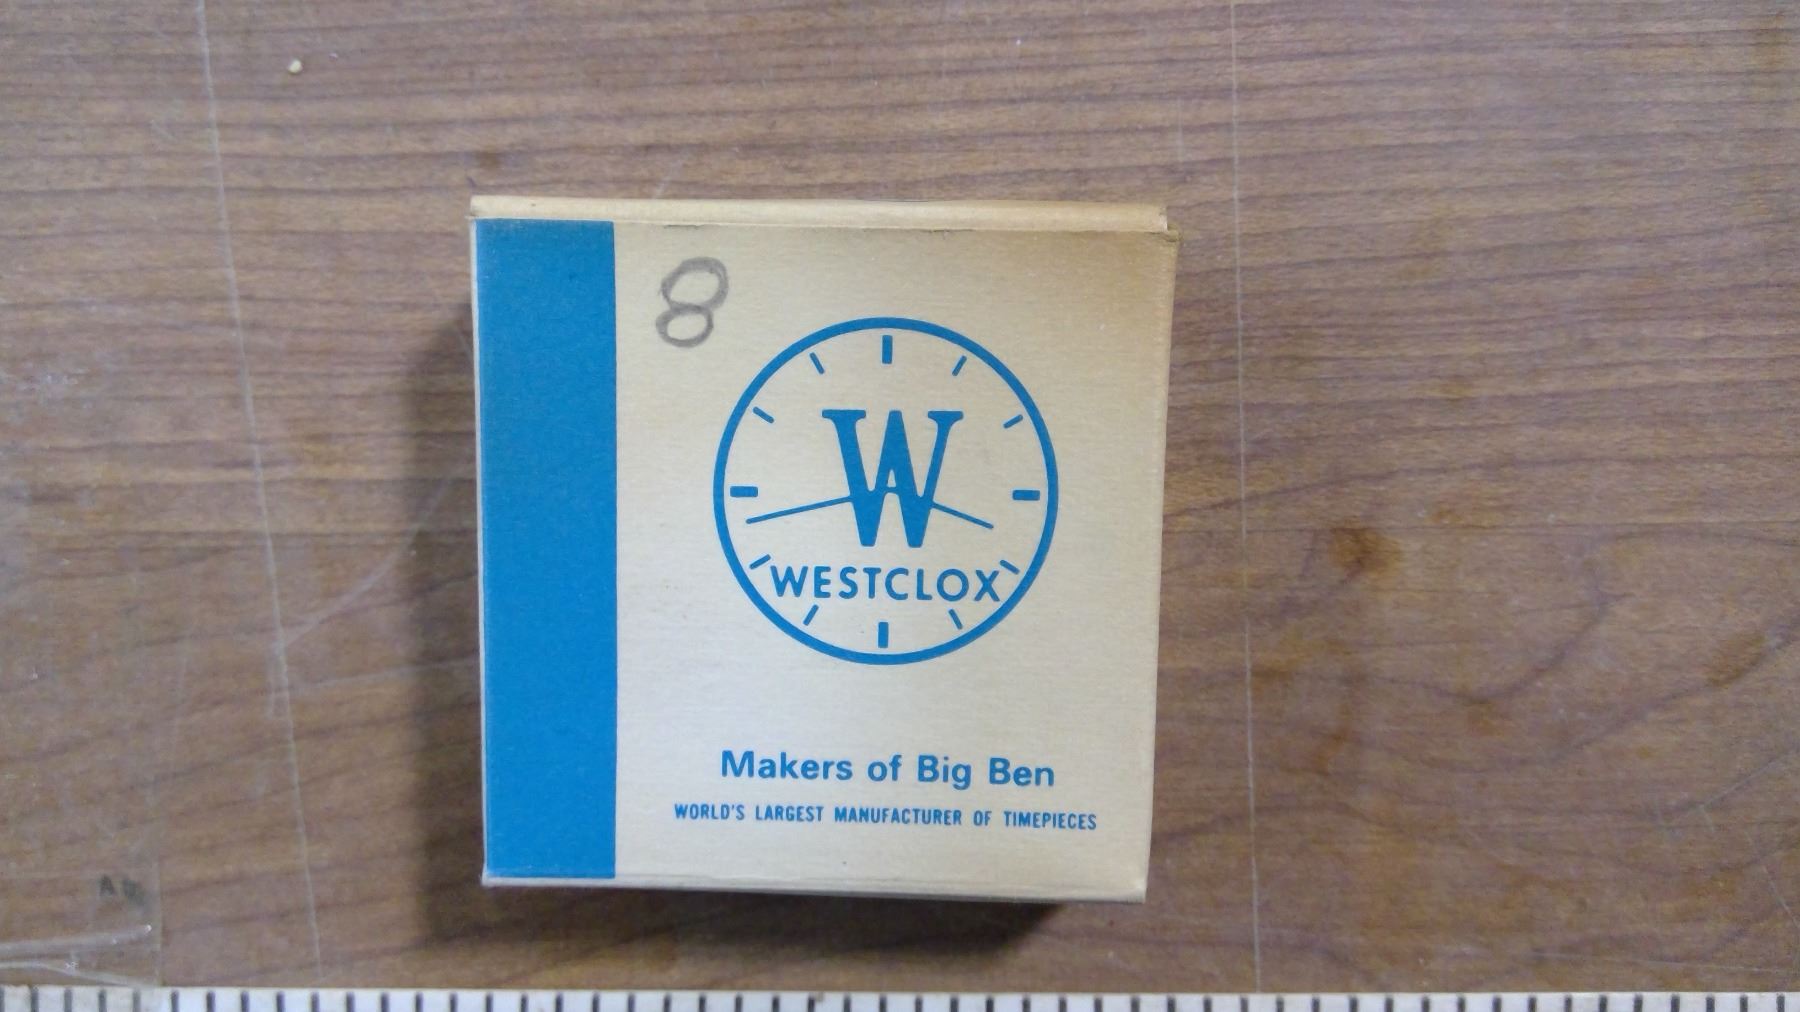 8
W
WESTCLOX
Makers of Big Ben
WORLD'S LARGEST MANUFACTURER OF TIMEPIECES